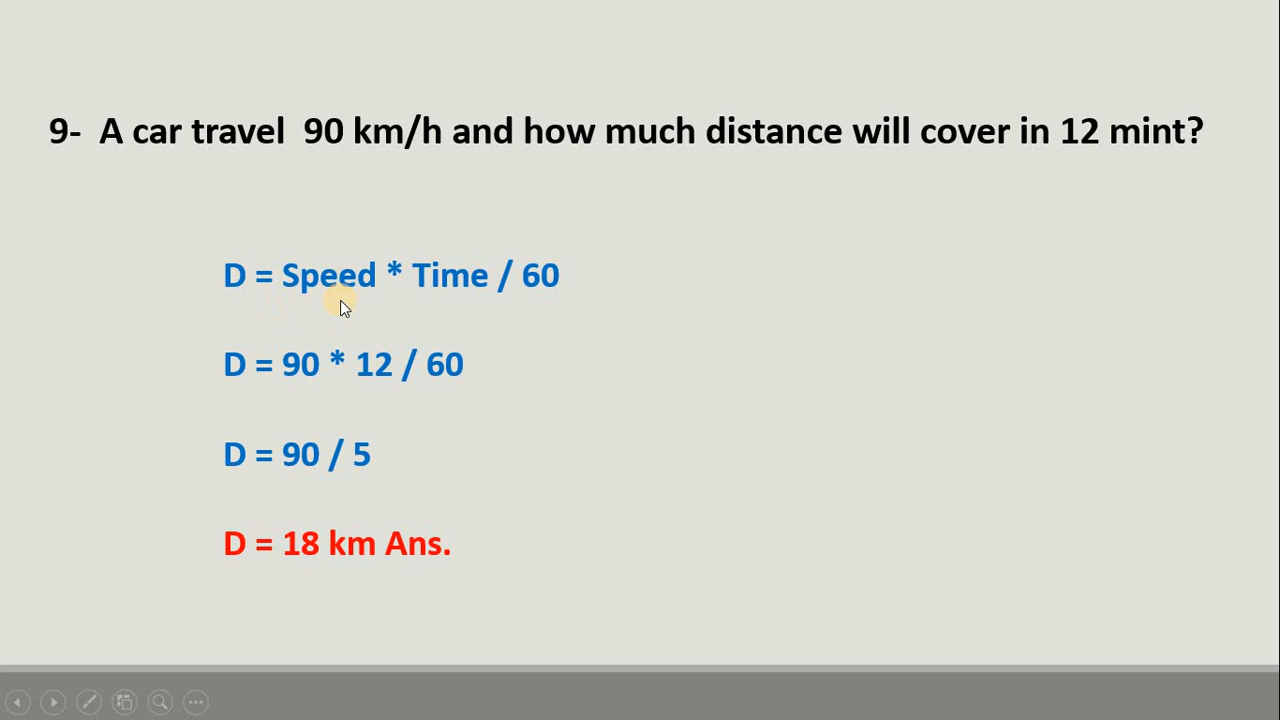 9-  A car travel  90 km/h and how much distance will cover in 12 mint?
D = Speed * Time / 60
D = 90 * 12 / 60
D = 90 / 5
D = 18 km Ans.